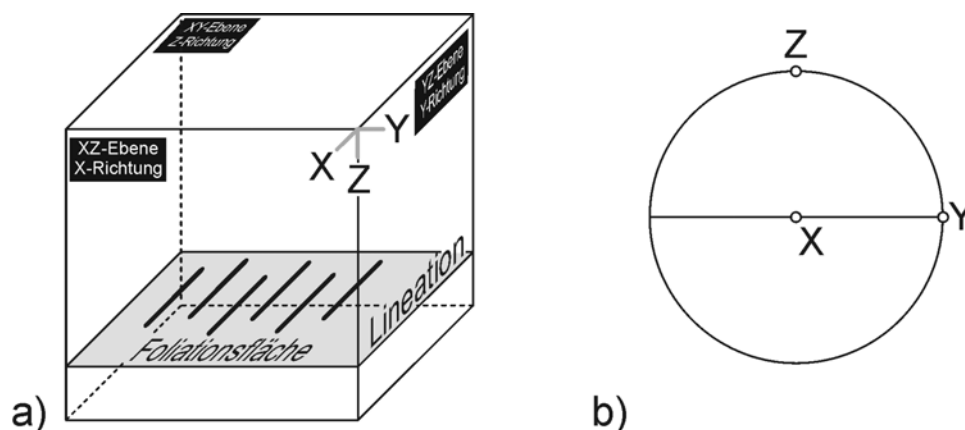 XY-Ebene
Z-Richtung
YZ-Ebene
Y-Richtung
XZ-Ebene
X-Richtung
X
Y
Z
Lineation
Foliationsfläche
a)
Z
Y
X
b)